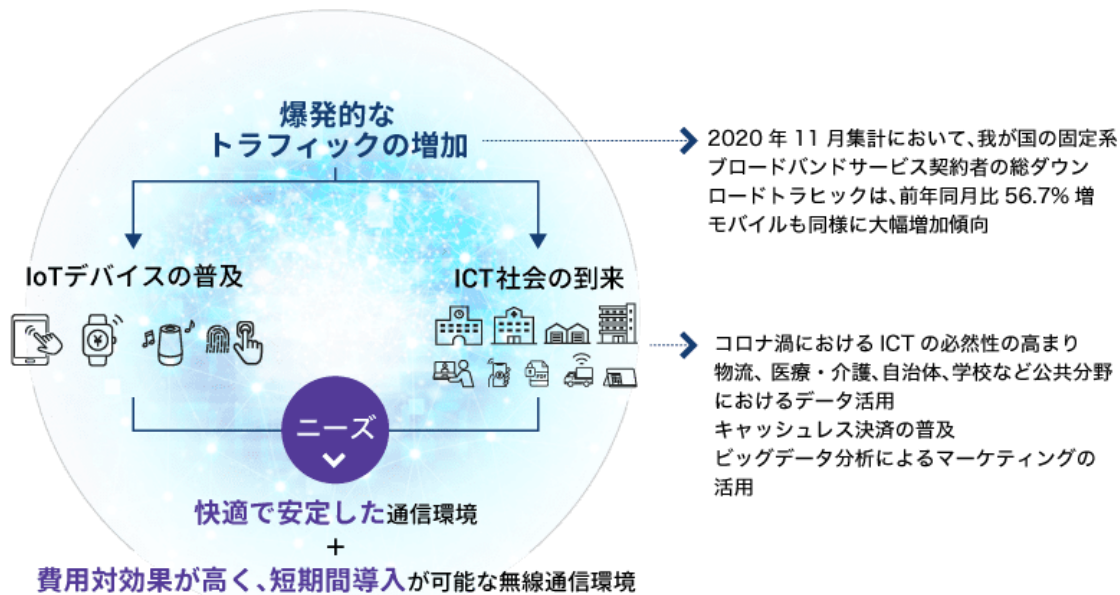 爆発的な
トラフィックの増加
2020 年 11 月集計において、我が国の固定系
ブロードバンドサービス契約者の総ダウン
ロードトラヒックは、前年同月比 56.7% 増
モバイルも同様に大幅増加傾向
IoTデバイスの普及
ICT社会の到来
コロナ渦における ICT の必然性の高まり
物流、医療・介護、自治体、学校など公共分野
におけるデータ活用
キャッシュレス決済の普及
ビッグデータ分析によるマーケティングの
活用
ニーズ
快適で安定した通信環境
+
費用対効果が高く、短期間導入が可能な無線通信環境